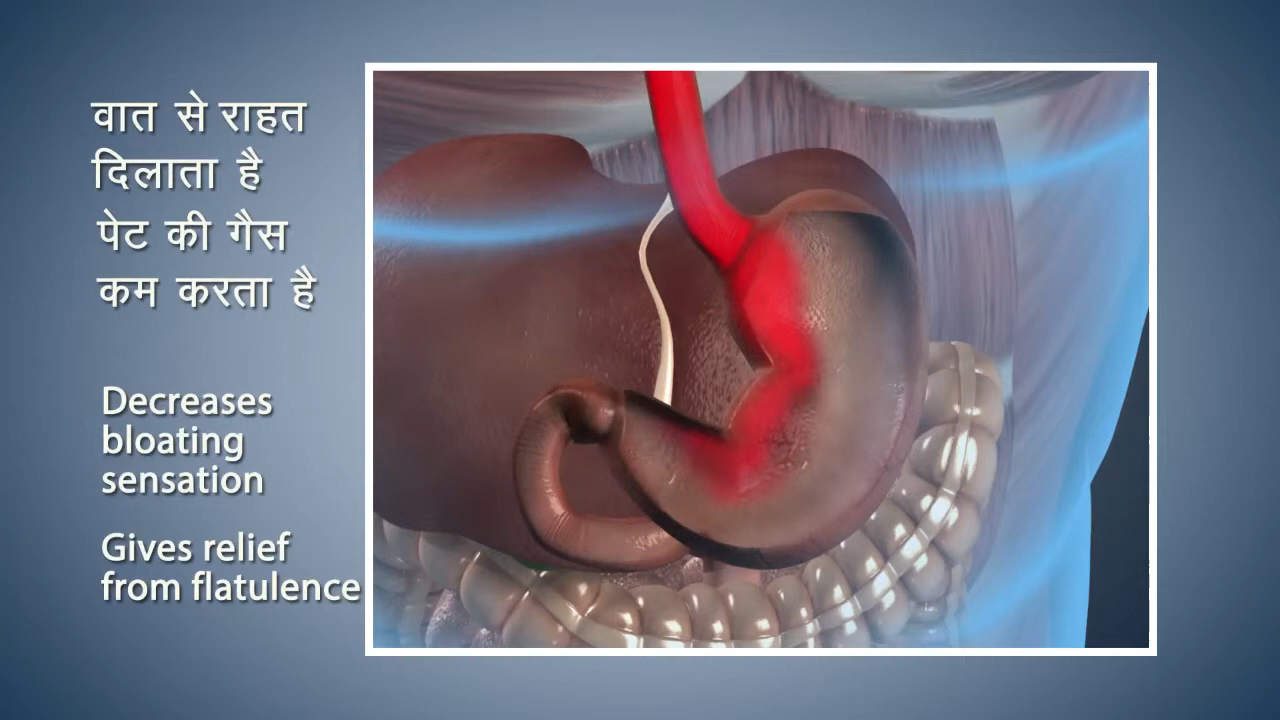 वात से राहत
दिलाता है
पेट की गैस
कम करता है
Decreases
bloating
sensation
Gives relief
from flatulence